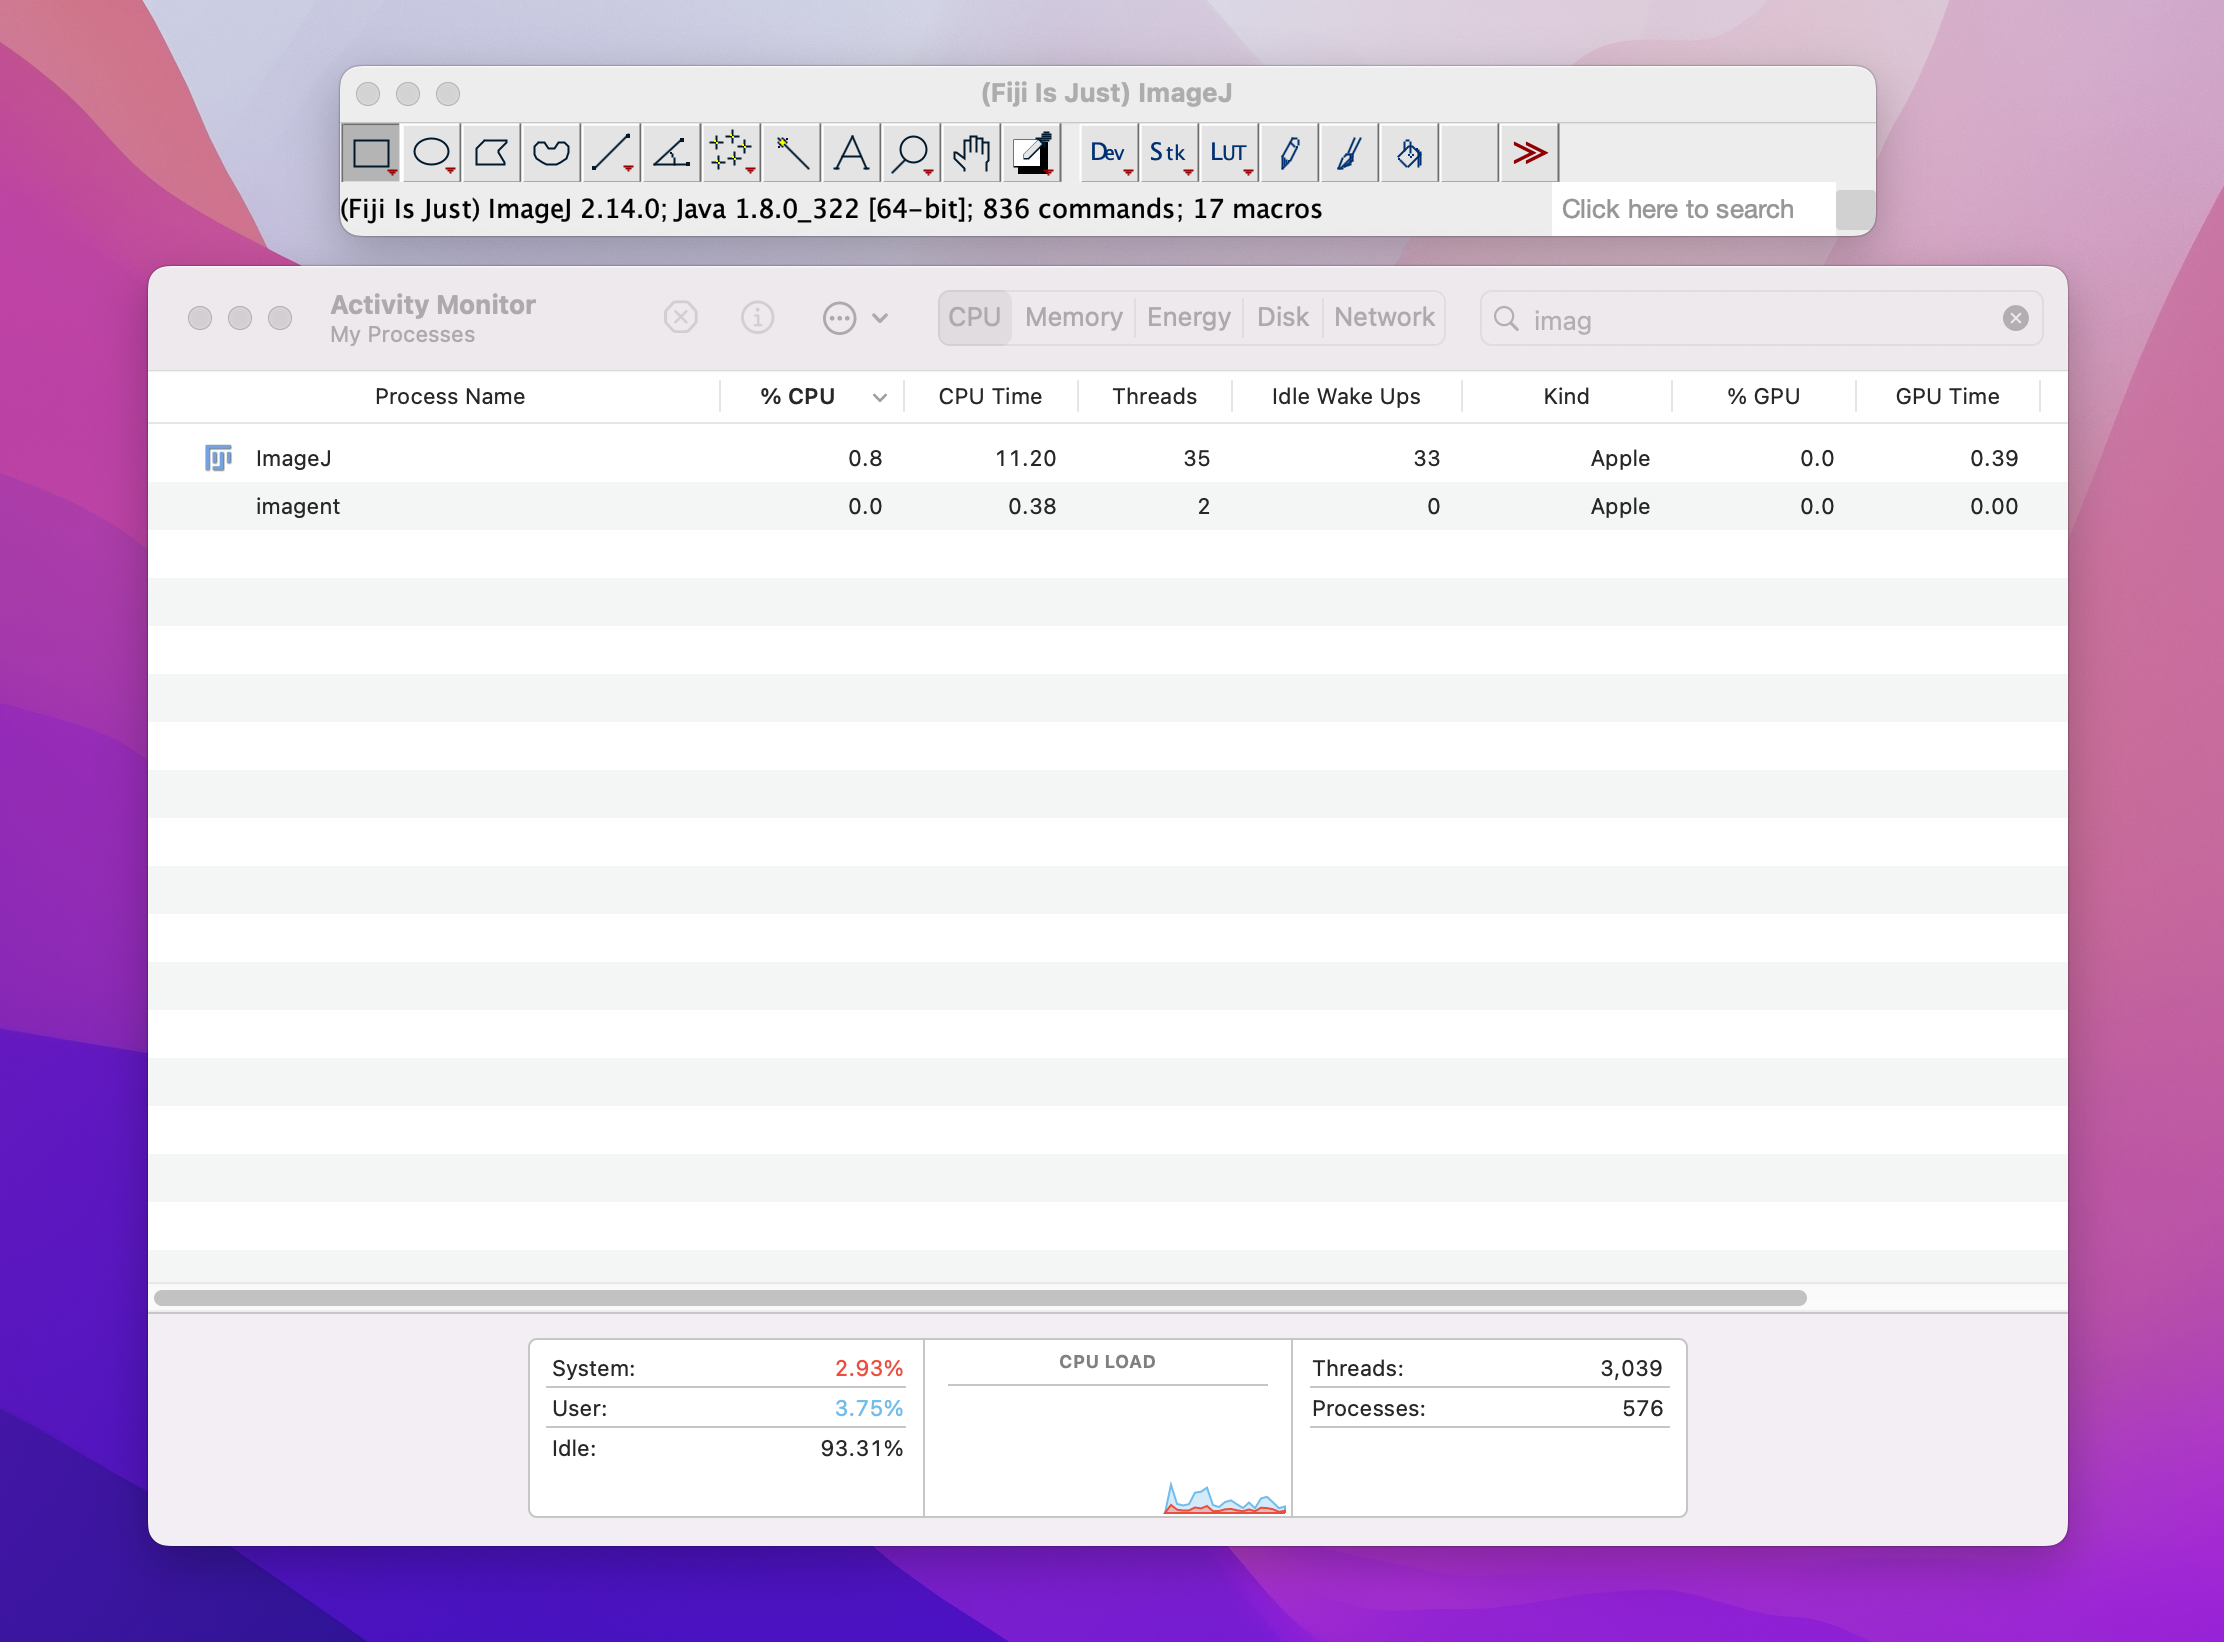 (Fiji Is Just) ImageJ
Dev Stk LUT
(Fiji Is Just) ImageJ 2.14.0; Java 1.8.0_322 [64-bit]; 836 commands; 17 macros
Click here to search
Activity Monitor
My Processes
CPU Memory Energy Disk Network
imag
Process Name % CPU CPU Time Threads Idle Wake Ups Kind % GPU GPU Time
ImageJ 0.8 11.20 35 33 Apple 0.0 0.39
imagent 0.0 0.38 2 0 Apple 0.0 0.00
System: 2.93%
User: 3.75%
Idle: 93.31%
CPU LOAD
Threads: 3,039
Processes: 576